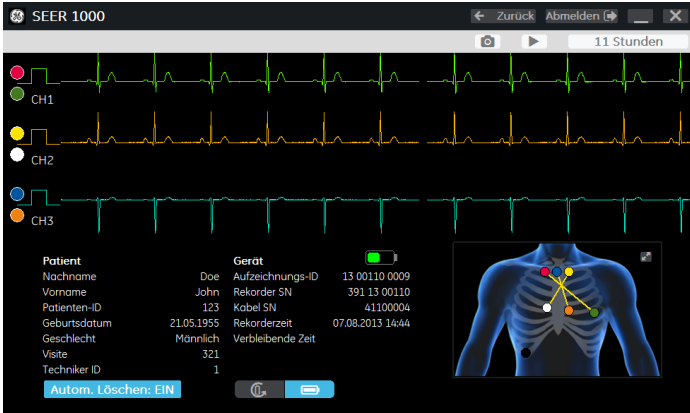 SEER 1000
Zurück
Abmelden
11 Stunden
CH1
CH2
CH3
Patient
Nachname Doe
Vorname John
Patienten-ID 123
Geburtsdatum 21.05.1955
Geschlecht Männlich
Visite 321
Techniker ID 1
Autom. Löschen: EIN
Gerät
Aufzeichnungs-ID 13 00110 0009
Rekorder SN 391 13 00110
Kabel SN 41100004
Rekorderzeit 07.08.2013 14:44
Verbleibende Zeit